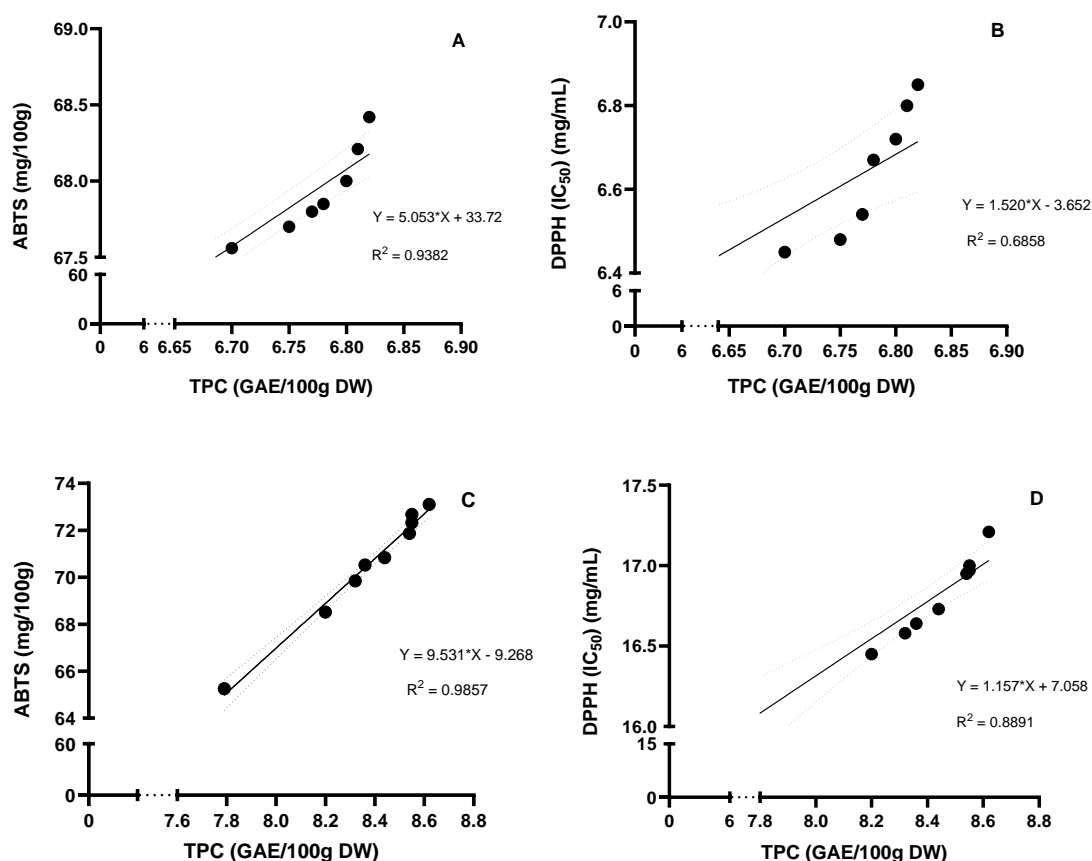 A
ABTS (mg/100g)
69.0
68.5
68.0
67.5
60
0
Y = 5.053*X + 33.72
R² = 0.9382
0 6 6.65 6.70 6.75 6.80 6.85 6.90
TPC (GAE/100g DW)
B
DPPH (IC₅₀) (mg/mL)
7.0
6.8
6.6
6.4
6
0
Y = 1.520*X - 3.652
R² = 0.6858
0 6 6.65 6.70 6.75 6.80 6.85 6.90
TPC (GAE/100g DW)
C
ABTS (mg/100g)
74
72
70
68
66
64
60
0
Y = 9.531*X - 9.268
R² = 0.9857
0 7.6 7.8 8.0 8.2 8.4 8.6 8.8
TPC (GAE/100g DW)
D
DPPH (IC₅₀) (mg/mL)
17.5
17.0
16.5
16.0
15
0
Y = 1.157*X + 7.058
R² = 0.8891
0 6 7.8 8.0 8.2 8.4 8.6 8.8
TPC (GAE/100g DW)